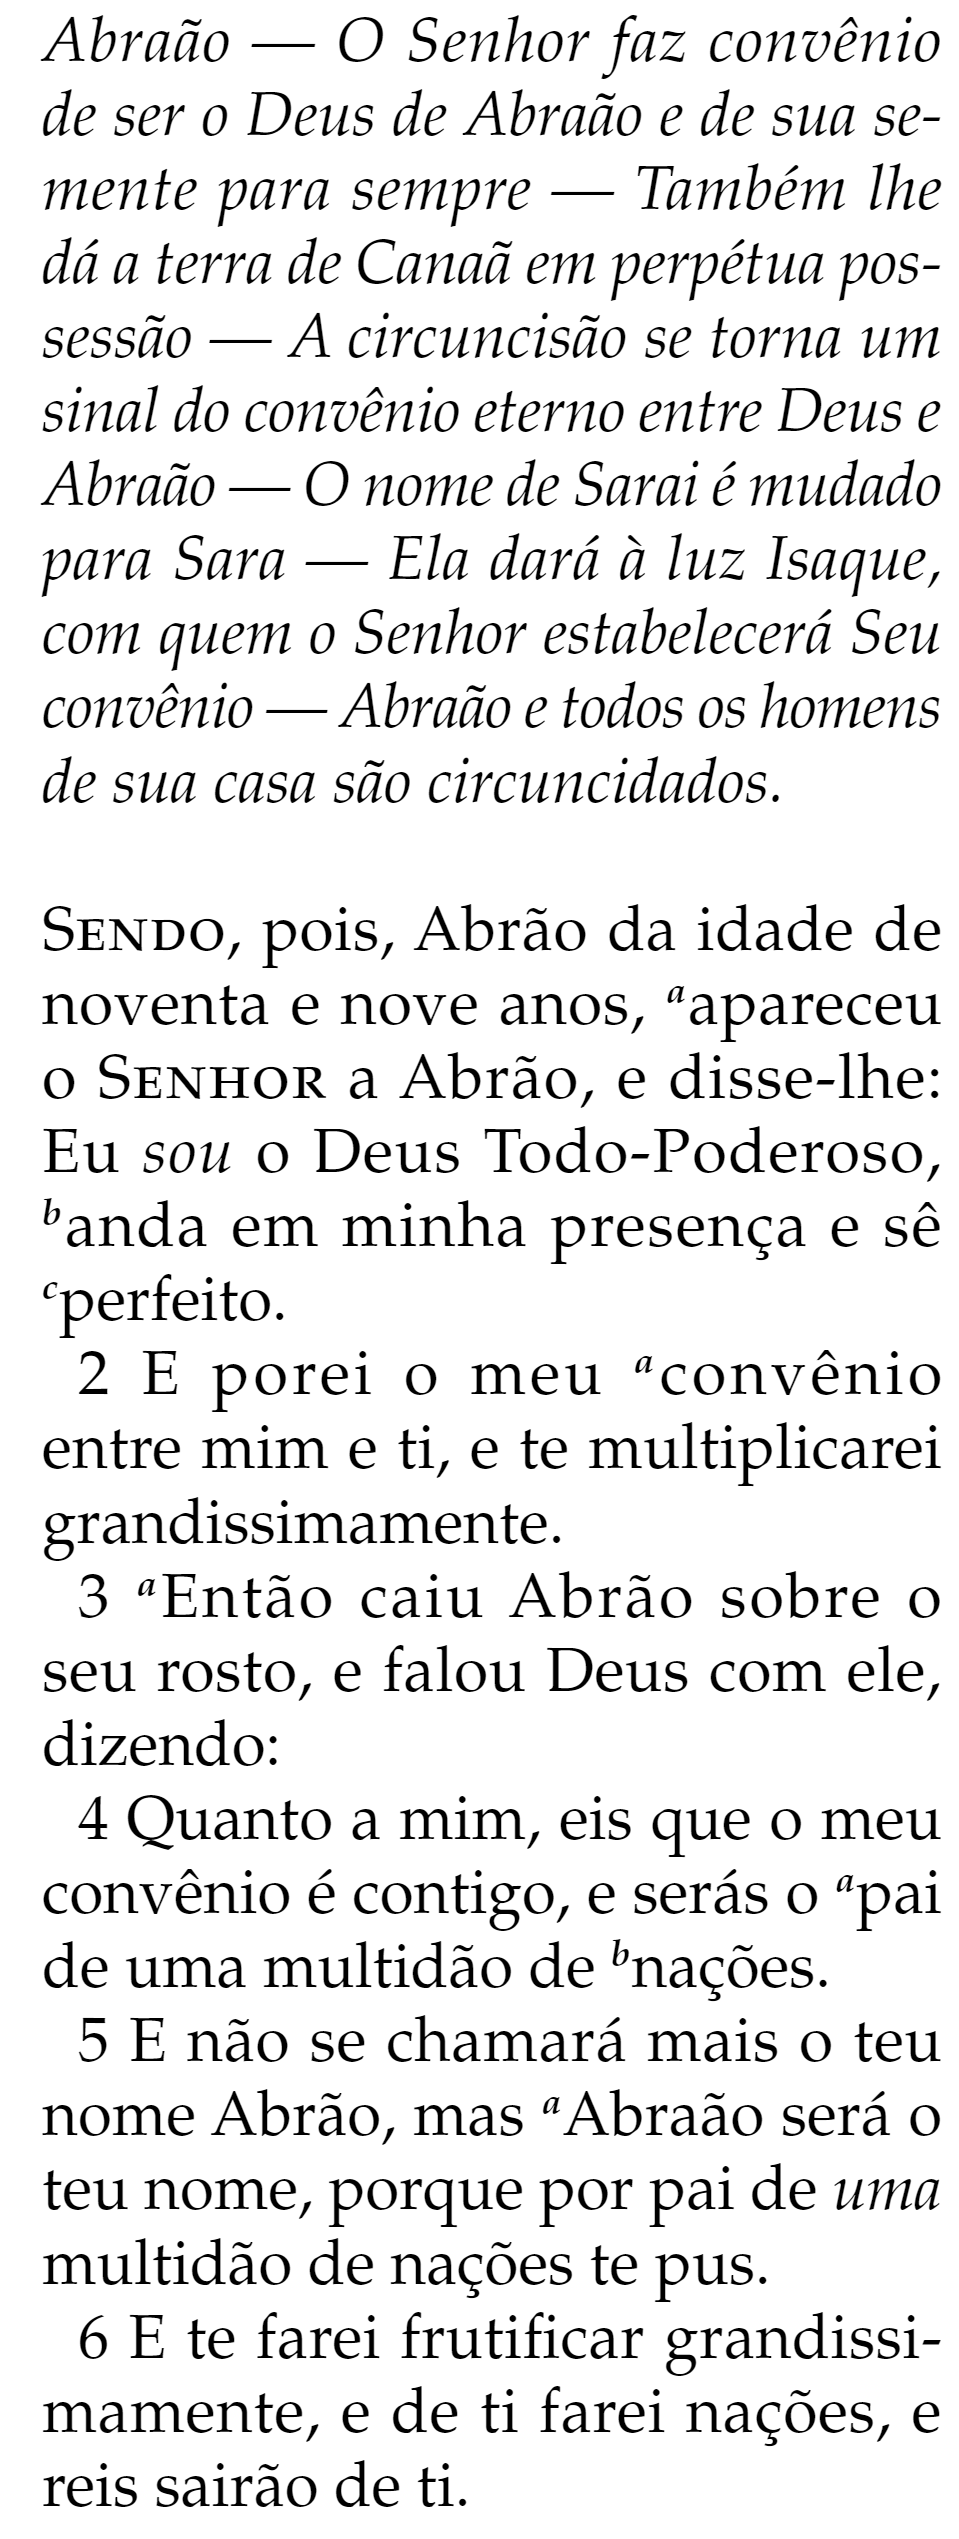 Abraão — O Senhor faz convênio
de ser o Deus de Abraão e de sua se-
mente para sempre — Também lhe
dá a terra de Canaã em perpétua pos-
sessão — A circuncisão se torna um
sinal do convênio eterno entre Deus e
Abraão — O nome de Sarai é mudado
para Sara — Ela dará à luz Isaque,
com quem o Senhor estabelecerá Seu
convênio — Abraão e todos os homens
de sua casa são circuncidados.
SENDO, pois, Abrão da idade de
noventa e nove anos, ᵃapareceu
o SENHOR a Abrão, e disse-lhe:
Eu sou o Deus Todo-Poderoso,
ᵇanda em minha presença e sê
ᶜperfeito.
2 E porei o meu ᵃconvênio
entre mim e ti, e te multiplicarei
grandissimamente.
3 ᵃEntão caiu Abrão sobre o
seu rosto, e falou Deus com ele,
dizendo:
4 Quanto a mim, eis que o meu
convênio é contigo, e serás o ᵃpai
de uma multidão de ᵇnações.
5 E não se chamará mais o teu
nome Abrão, mas ᵃAbraão será o
teu nome, porque por pai de uma
multidão de nações te pus.
6 E te farei frutificar grandissi-
mamente, e de ti farei nações, e
reis sairão de ti.